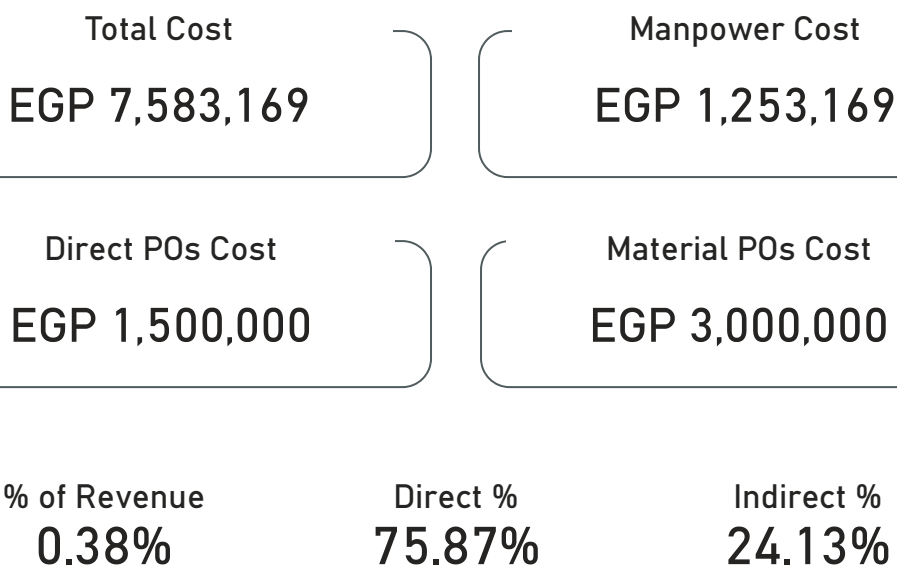 Total Cost
EGP 7,583,169
Manpower Cost
EGP 1,253,169
Direct POs Cost
EGP 1,500,000
Material POs Cost
EGP 3,000,000
% of Revenue
0.38%
Direct %
75.87%
Indirect %
24.13%